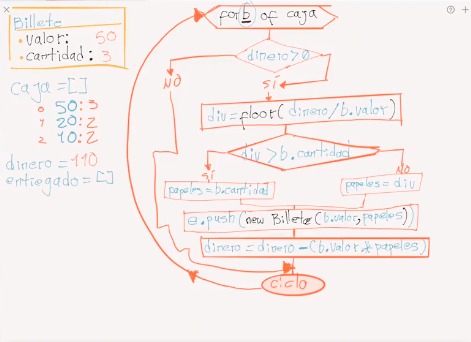 Billete
• valor: 50
• cantidad: 3
caja = []
0 50:3
1 20:2
2 10:2
dinero = 110
entregado = []
for b of caja
dinero > 0
NO
sí
div = floor(dinero/b.valor)
div > b.cantidad
sí
No
papeles = b.cantidad
papeles = div
e.push(new Billete(b.valor, papeles))
dinero = dinero - (b.valor * papeles)
ciclo